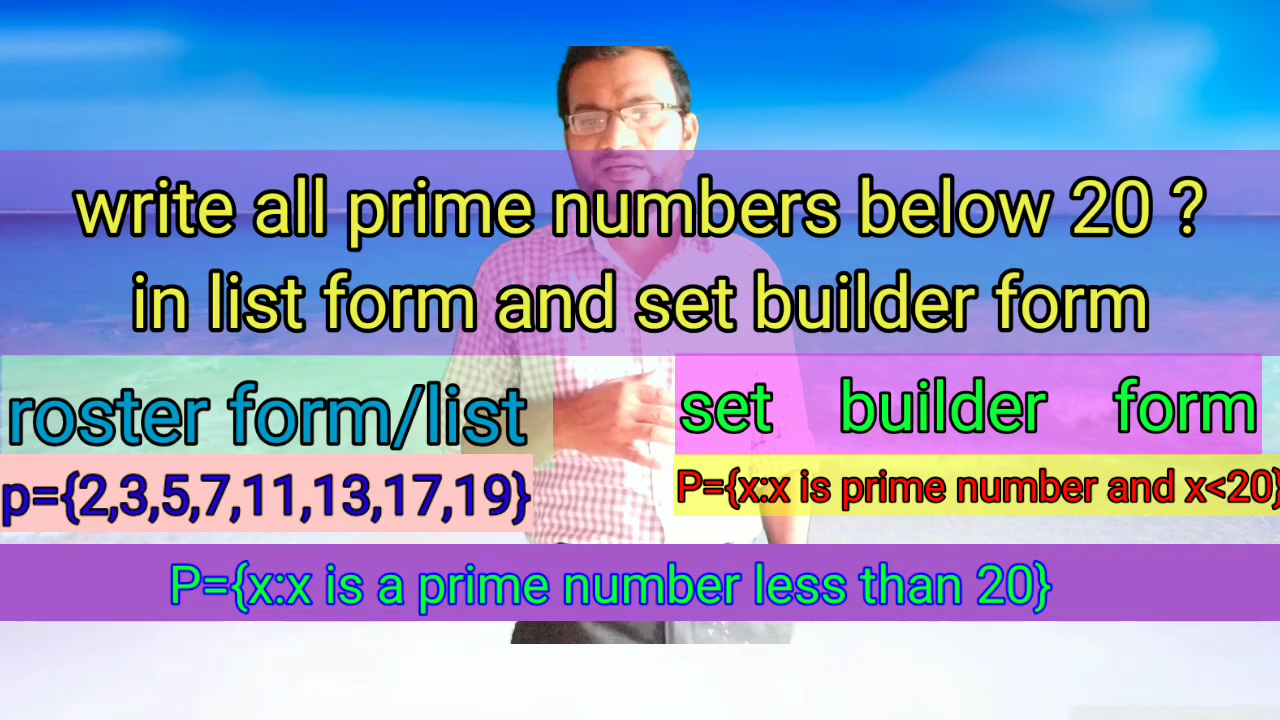 write all prime numbers below 20 ?
in list form and set builder form
roster form/list
set builder form
p={2,3,5,7,11,13,17,19}
P={x:x is prime number and x<20}
P={x:x is a prime number less than 20}